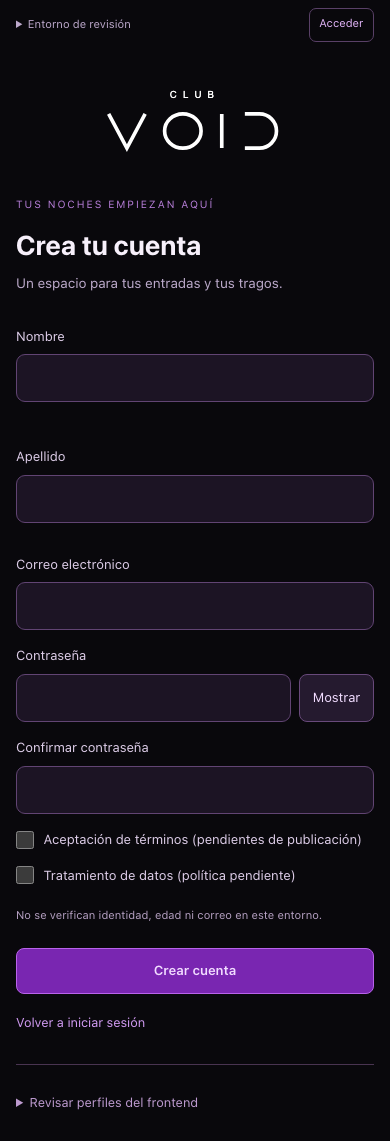 Entorno de revisión
Acceder
CLUB
VOID
TUS NOCHES EMPIEZAN AQUÍ
Crea tu cuenta
Un espacio para tus entradas y tus tragos.
Nombre
Apellido
Correo electrónico
Contraseña
Mostrar
Confirmar contraseña
Aceptación de términos (pendientes de publicación)
Tratamiento de datos (política pendiente)
No se verifican identidad, edad ni correo en este entorno.
Crear cuenta
Volver a iniciar sesión
Revisar perfiles del frontend